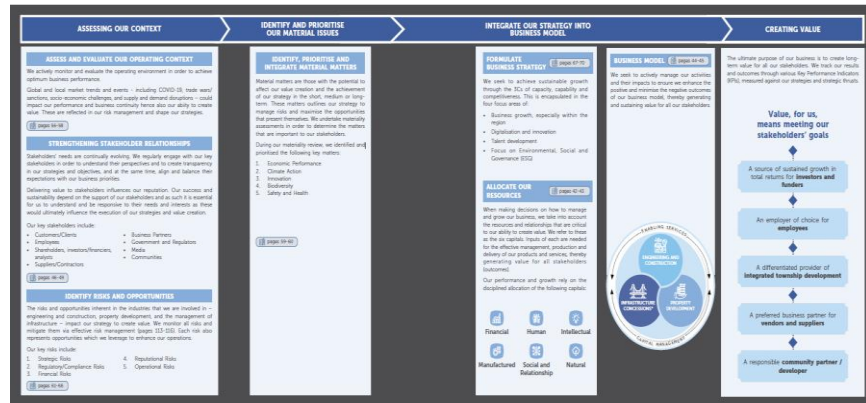 ASSESSING OUR CONTEXT
IDENTIFY AND PRIORITISE
OUR MATERIAL ISSUES
INTEGRATE OUR STRATEGY INTO
BUSINESS MODEL
CREATING VALUE
ASSESS AND EVALUATE OUR OPERATING CONTEXT
We actively monitor and evaluate the operating environment in order to achieve
optimum business performance.
Global and local market trends and events - including COVID-19, trade wars/
sanctions, socio-economic challenges, and supply and demand disruptions – could
impact our performance and business continuity hence also our ability to create
value. These are reflected in our risk management and shape our strategies.
STRENGTHENING STAKEHOLDER RELATIONSHIPS
Stakeholders' needs are continually evolving. We regularly engage with our key
stakeholders in order to understand their perspectives and to create transparency
in our strategies and objectives, and at the same time, align and balance their
expectations with our business priorities.
Delivering value to stakeholders influences our reputation. Our success and
sustainability depend on the support of our stakeholders and as such it is essential
for us to understand and be responsive to their needs and interests as these
would ultimately influence the execution of our strategies and value creation.
Our key stakeholders include:
• Customers/Clients
• Employees
• Shareholders, investors/financiers,
analysts
• Suppliers/Contractors
• Business Partners
• Government and Regulators
• Media
• Communities
IDENTIFY RISKS AND OPPORTUNITIES
The risks and opportunities inherent in the industries that we are involved in –
engineering and construction, property development, and the management of
infrastructure – impact our strategy to create value. We monitor all risks and
mitigate them via effective risk management (pages 113-116). Each risk also
represents opportunities which we leverage to enhance our operations.
Our key risks include:
1. Strategic Risks
2. Regulatory/Compliance Risks
3. Financial Risks
4. Reputational Risks
5. Operational Risks
IDENTIFY, PRIORITISE AND
INTEGRATE MATERIAL MATTERS
Material matters are those with the potential to
affect our value creation and the achievement
of our strategy in the short, medium or long-
term. These matters outlines our strategy to
manage risks and maximise the opportunities
that present themselves. We undertake materiality
assessments in order to determine the matters
that are important to our stakeholders.
During our materiality review, we identified and
prioritised the following key matters:
1. Economic Performance
2. Climate Action
3. Innovation
4. Biodiversity
5. Safety and Health
pages 59-60
FORMULATE
BUSINESS STRATEGY
pages 67-70
We seek to achieve sustainable growth
through the 3Cs of capacity, capability and
competitiveness. This is encapsulated in the
four focus areas of:
• Business growth, especially within the
region
• Digitalisation and innovation
• Talent development
• Focus on Environmental, Social and
Governance (ESG)
ALLOCATE OUR
RESOURCES
When making decisions on how to manage
and grow our business, we take into account
the resources and relationships that are critical
to our ability to create value. We refer to these
as the six capitals. Inputs of each are needed
for the effective management, production and
delivery of our products and services, thereby
generating value for all stakeholders
(outcomes).
Our performance and growth rely on the
disciplined allocation of the following capitals:
Financial
Human
Intellectual
Manufactured
Social and
Relationship
Natural
BUSINESS MODEL
pages 44-45
We seek to actively manage our activities
and their impacts to ensure we enhance the
positive and minimise the negative outcomes
of our business model, thereby generating
and sustaining value for all our stakeholders.
ENABLING SERVICES
ENGINEERING AND
CONSTRUCTION
INFRASTRUCTURE
CONCESSIONS*
PROPERTY
DEVELOPMENT
CAPITAL MANAGEMENT
The ultimate purpose of our business is to create long-
term value for all our stakeholders. We track our results
and outcomes through various Key Performance Indicators
(KPIs), measured against our strategies and strategic thrusts.
Value, for us,
means meeting our
stakeholders' goals
A source of sustained growth in
total returns for investors and
funders
An employer of choice for
employees
A differentiated provider of
integrated township development
A preferred business partner for
vendors and suppliers
A responsible community partner /
developer